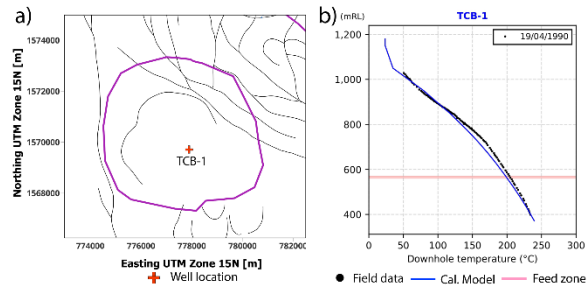 a)
Northing UTM Zone 15N [m]
1575000
1570000
1568000
TCB-1
774000
776000
778000
780000
782000
Easting UTM Zone 15N [m]
Well location
b)
(mRL)
TCB-1
19/04/1990
1,200
1,000
800
600
400
0
50
100
150
200
250
300
Downhole temperature (°C)
Field data
Cal. Model
Feed zone